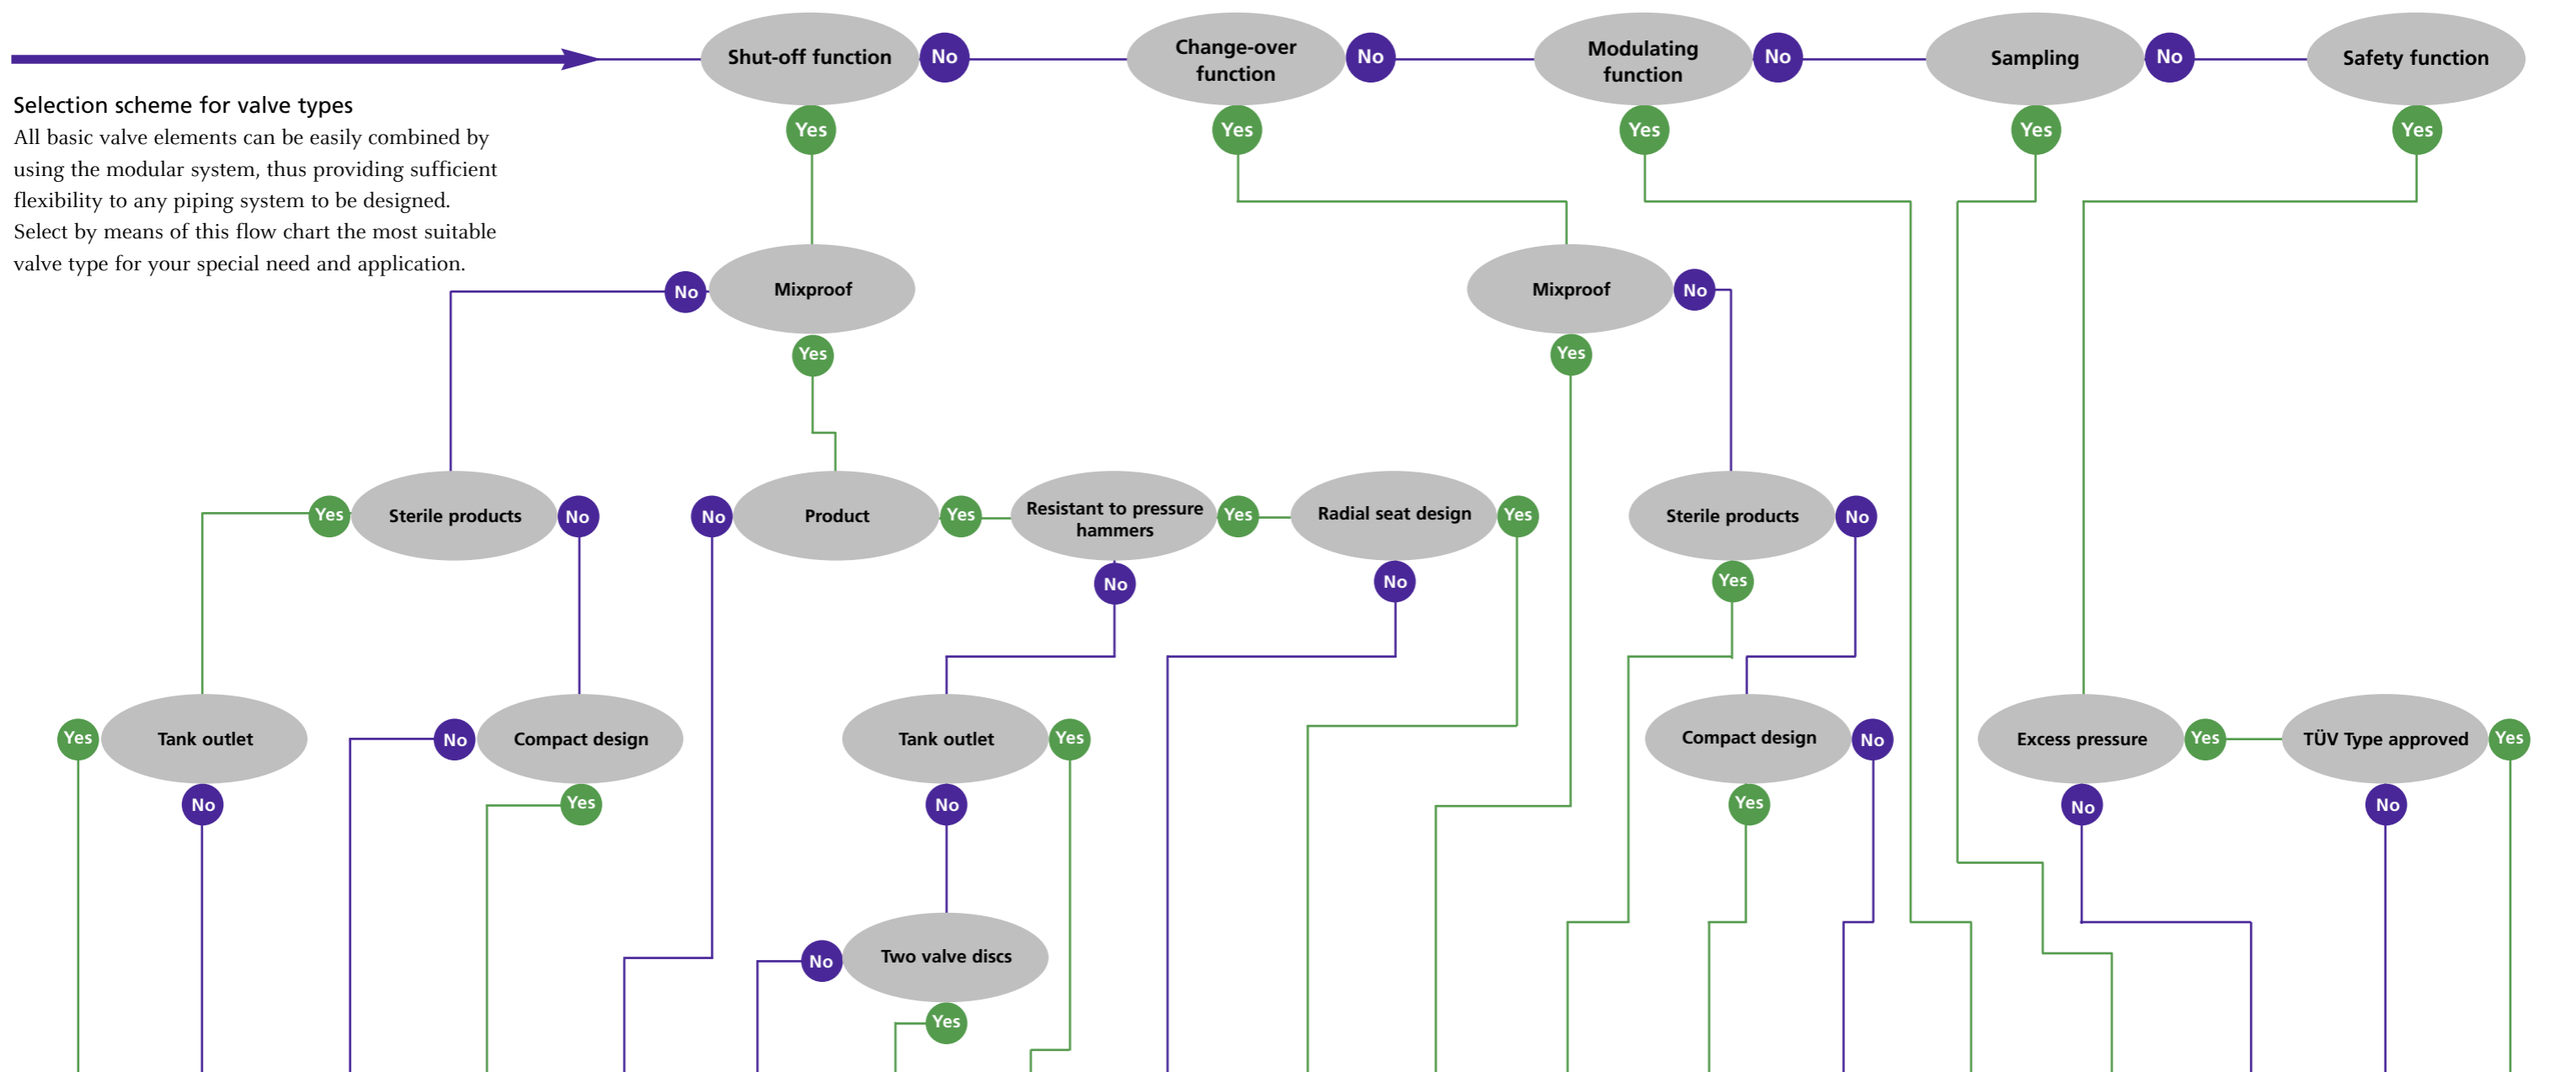 Shut-off function
No
Change-over
function
No
Modulating
function
No
Sampling
No
Safety function
Selection scheme for valve types
All basic valve elements can be easily combined by
using the modular system, thus providing sufficient
flexibility to any piping system to be designed.
Select by means of this flow chart the most suitable
valve type for your special need and application.
Yes
Yes
Yes
Yes
Yes
No
Mixproof
Mixproof
No
Yes
Yes
Yes
Sterile products
No
No
Product
Yes
Resistant to pressure
hammers
Yes
Radial seat design
Yes
Sterile products
No
No
No
Yes
Yes
Tank outlet
No
Compact design
Tank outlet
Yes
Compact design
No
Excess pressure
Yes
TÜV Type approved
Yes
No
Yes
No
Yes
No
No
No
Two valve discs
Yes